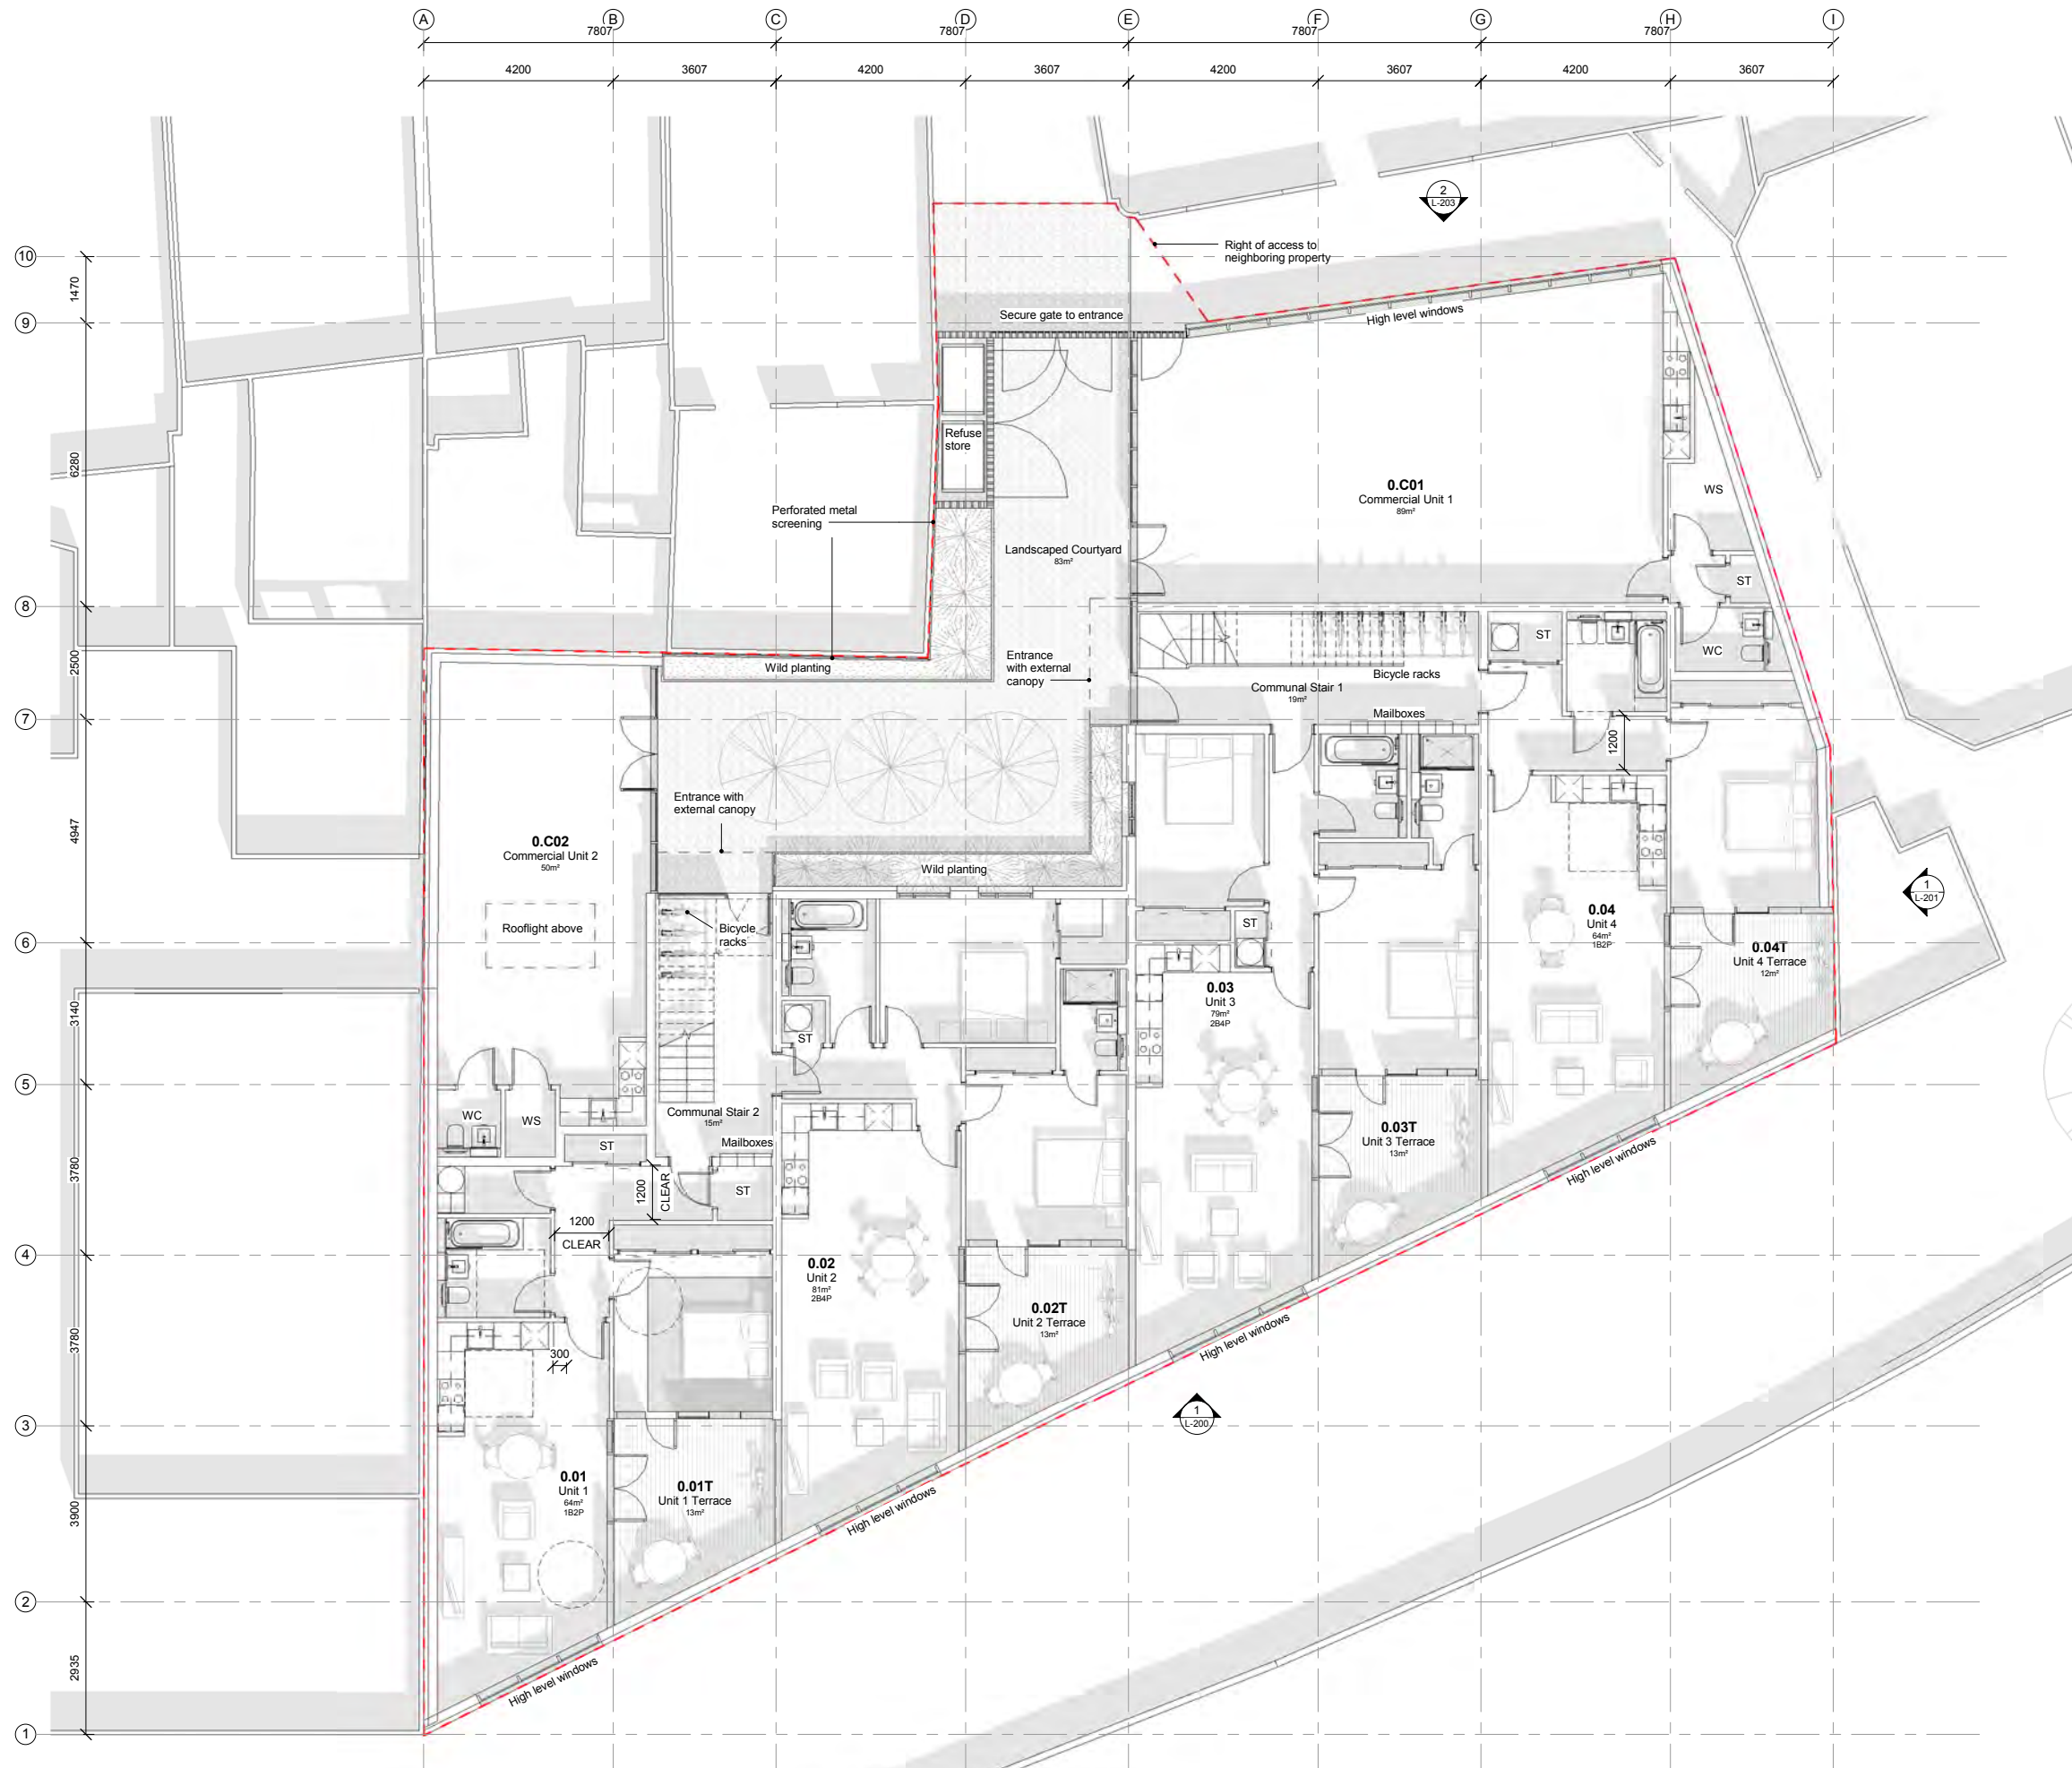 A B C D E F G H I
7807 7807 7807 7807
4200 3607 4200 3607 4200 3607 4200 3607
2
L-203
10
Right of access to
neighboring property
1470
9
Secure gate to entrance
High level windows
6280
Refuse
store
0.C01
Commercial Unit 1
89m²
WS
Perforated metal
screening
Landscaped Courtyard
83m²
ST
8
2500
Wild planting
Entrance
with external
canopy
ST
WC
Bicycle racks
Communal Stair 1
19m²
Mailboxes
7
1200
4947
Entrance with
external canopy
0.C02
Commercial Unit 2
50m²
Wild planting
1
L-201
Rooflight above
Bicycle
racks
ST
0.04
Unit 4
64m²
1B2P
0.04T
Unit 4 Terrace
12m²
6
3140
0.03
Unit 3
79m²
2B4P
ST
5
WC
WS
Communal Stair 2
15m²
Mailboxes
0.03T
Unit 3 Terrace
13m²
ST
3780
1200
CLEAR
ST
High level windows
1200
CLEAR
4
0.02
Unit 2
81m²
2B4P
0.02T
Unit 2 Terrace
13m²
3780
300
High level windows
1
L-200
3
0.01
Unit 1
64m²
1B2P
0.01T
Unit 1 Terrace
13m²
3900
High level windows
2
2935
High level windows
1